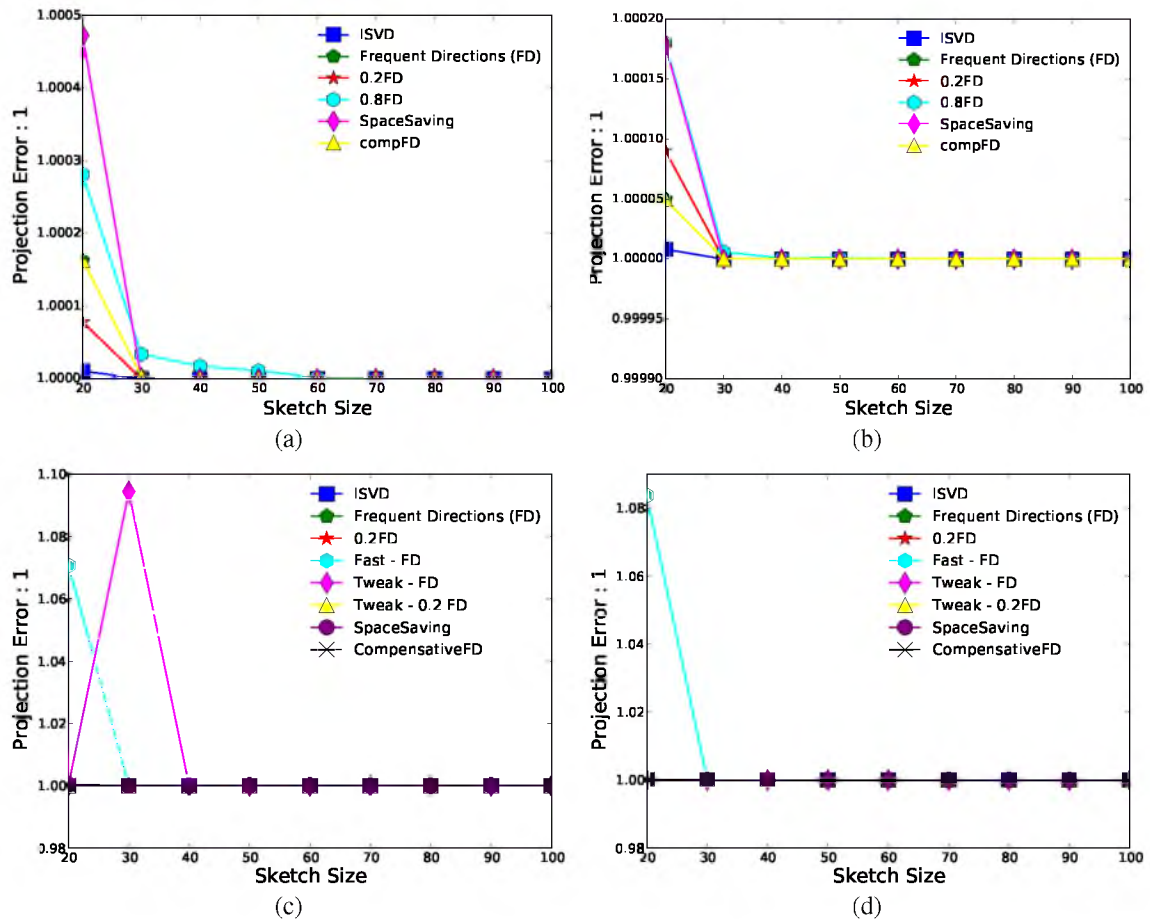 1.0005
1.0004
1.0003
1.0002
1.0001
1.0000
Projection Error : 1
ISVD
Frequent Directions (FD)
0.2FD
0.8FD
SpaceSaving
compFD
20 30 40 50 60 70 80 90 100
Sketch Size
(a)
1.00020
1.00015
1.00010
1.00005
1.00000
0.99995
0.99990
Projection Error : 1
ISVD
Frequent Directions (FD)
0.2FD
0.8FD
SpaceSaving
compFD
20 30 40 50 60 70 80 90 100
Sketch Size
(b)
1.10
1.08
1.06
1.04
1.02
1.00
0.98
Projection Error : 1
ISVD
Frequent Directions (FD)
0.2FD
Fast - FD
Tweak - FD
Tweak - 0.2 FD
SpaceSaving
CompensativeFD
20 30 40 50 60 70 80 90 100
Sketch Size
(c)
1.08
1.06
1.04
1.02
1.00
0.98
Projection Error : 1
ISVD
Frequent Directions (FD)
0.2FD
Fast - FD
Tweak - FD
Tweak - 0.2FD
SpaceSaving
CompensativeFD
20 30 40 50 60 70 80 90 100
Sketch Size
(d)